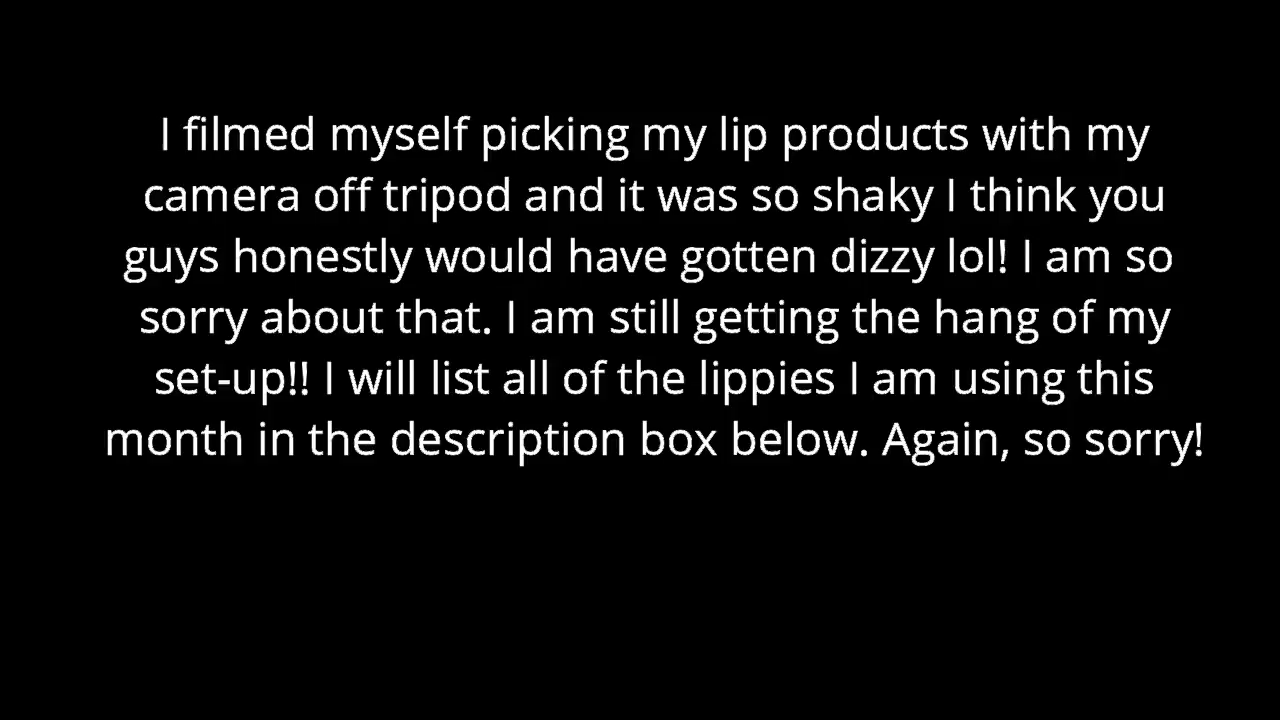 I filmed myself picking my lip products with my
camera off tripod and it was so shaky I think you
guys honestly would have gotten dizzy lol! I am so
sorry about that. I am still getting the hang of my
set-up!! I will list all of the lippies I am using this
month in the description box below. Again, so sorry!